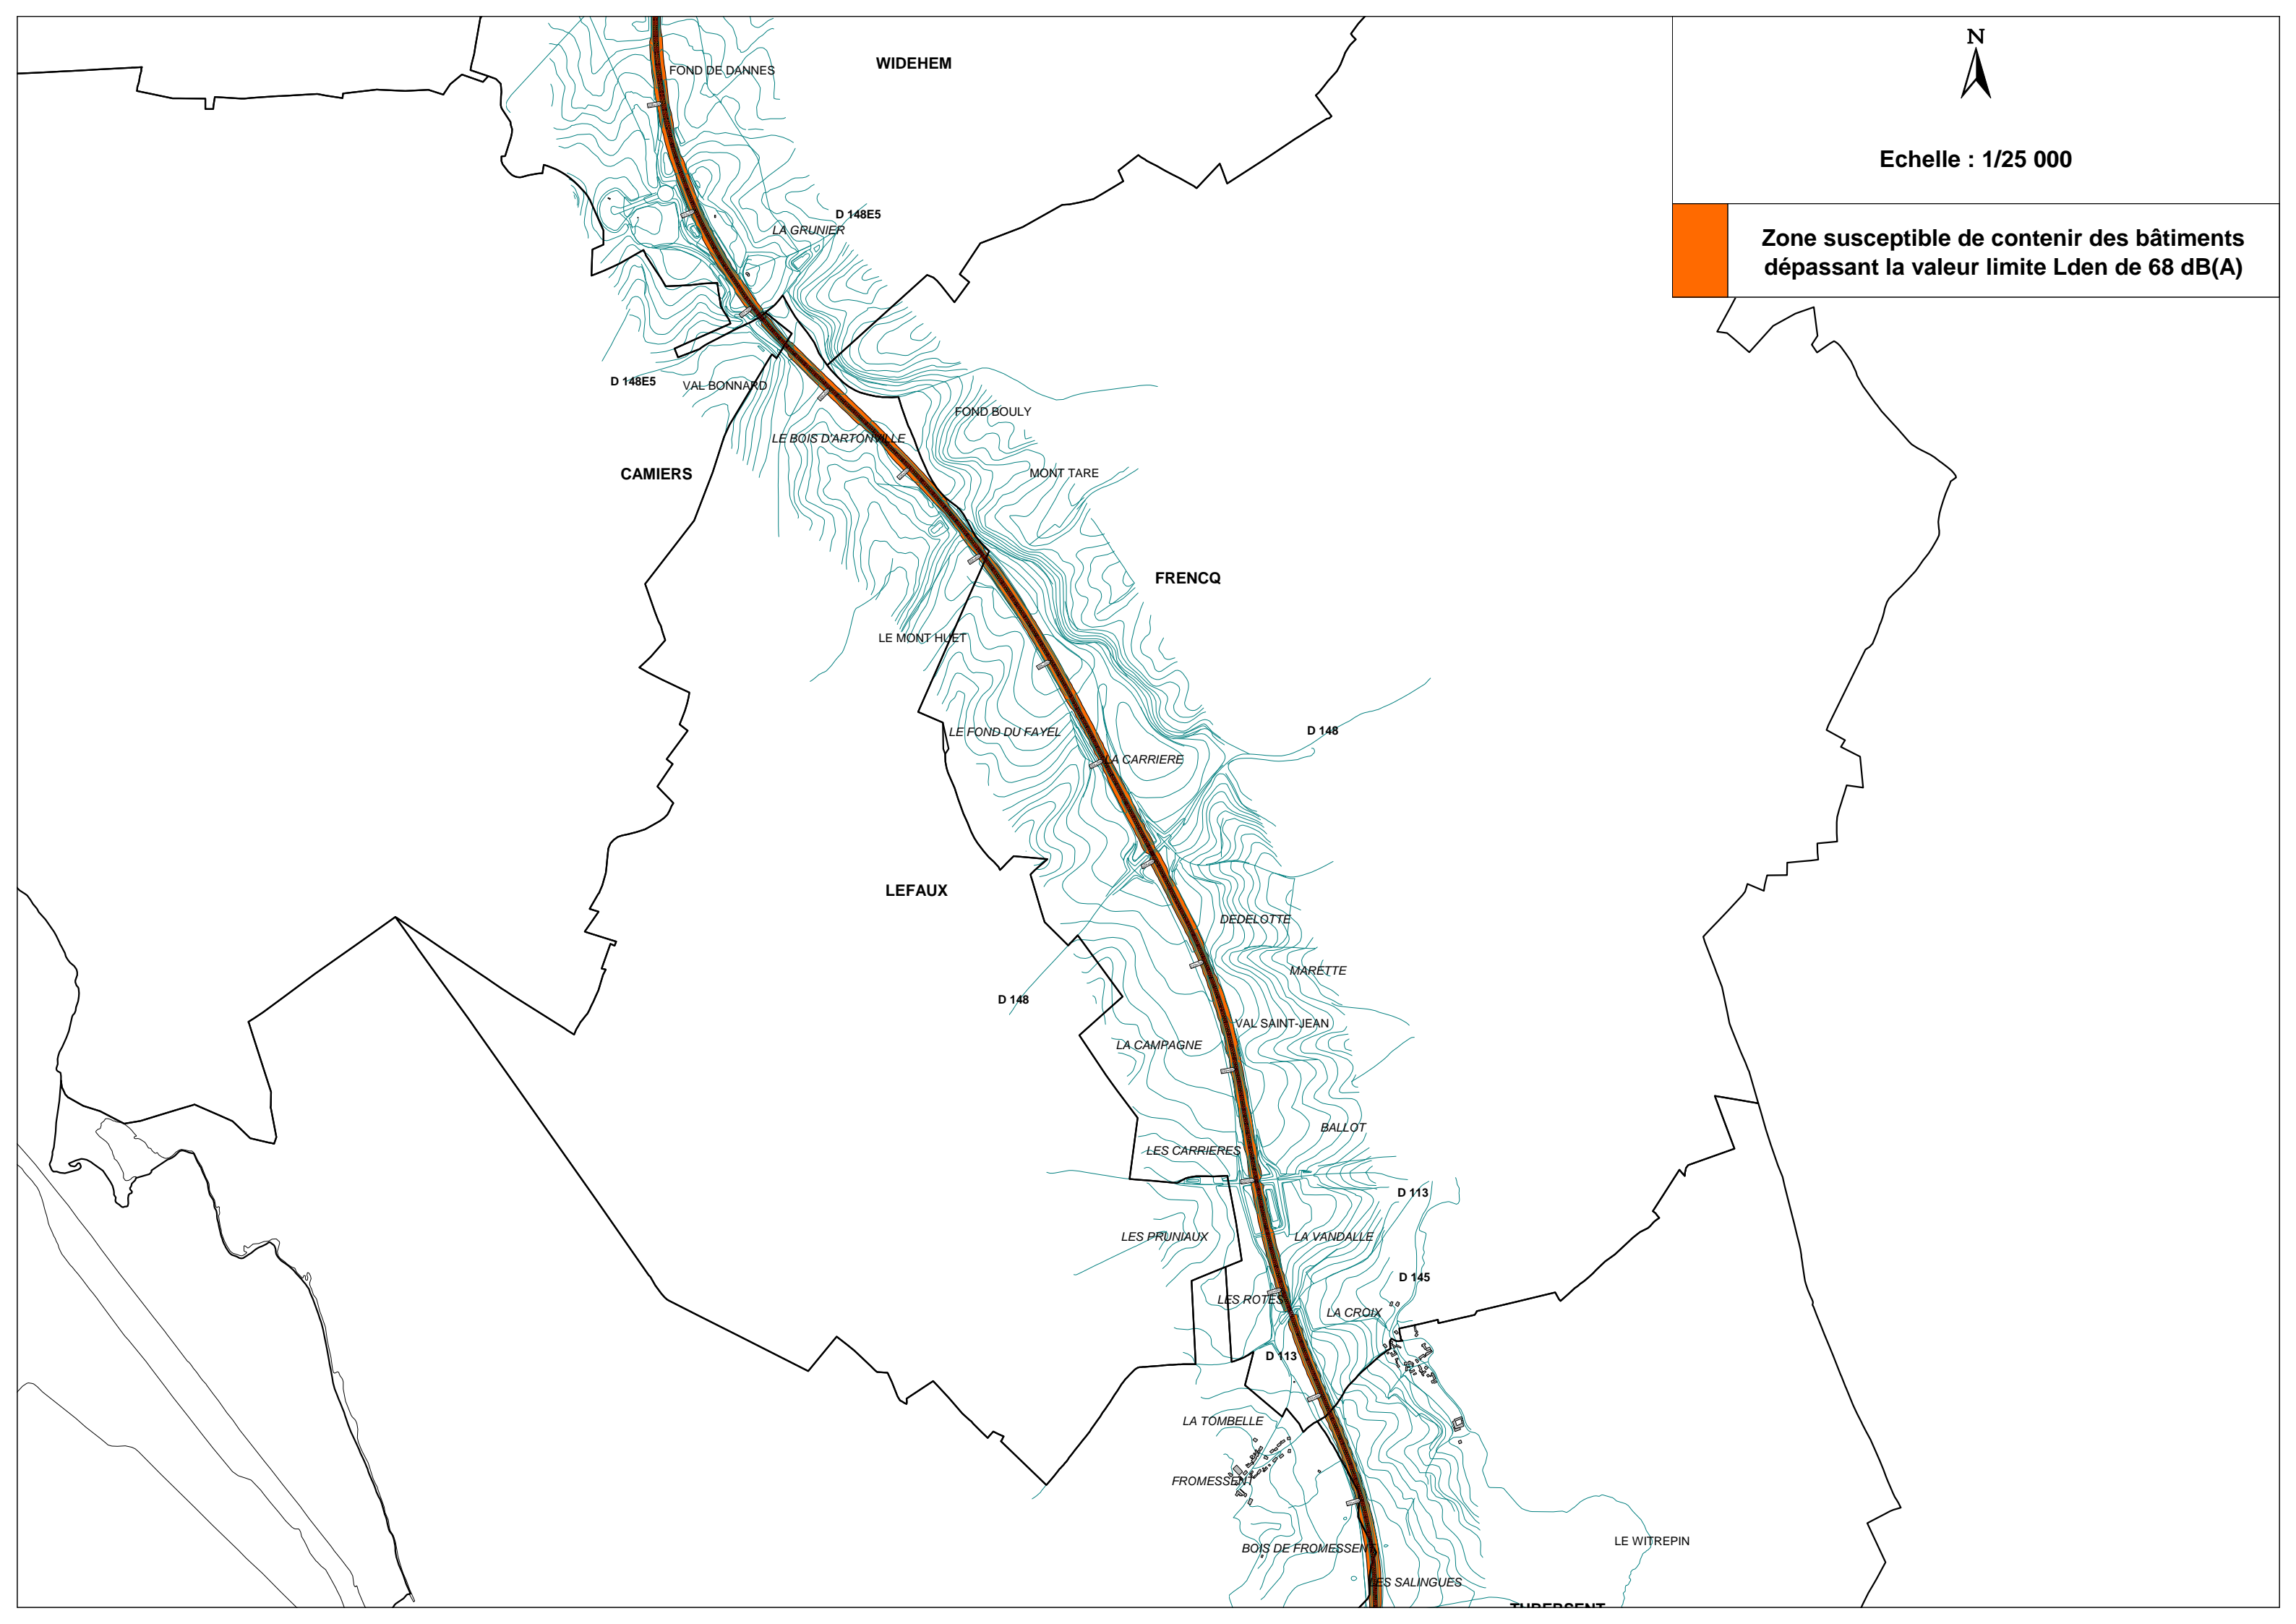 N
Echelle : 1/25 000
Zone susceptible de contenir des bâtiments
dépassant la valeur limite Lden de 68 dB(A)
WIDEHEM
FOND DE DANNES
D 148E5
LA GRUNIER
D 148E5
VAL BONNARD
FOND BOULY
LE BOIS D'ARTONVILLE
CAMIERS
MONT TARE
FRENCQ
LE MONT HUET
LE FOND DU FAYEL
D 148
LA CARRIERE
LEFAUX
DEDELOTTE
MARETTE
D 148
VAL SAINT-JEAN
LA CAMPAGNE
BALLOT
LES CARRIERES
D 113
LES PRUNIAUX
LA VANDALLE
D 145
LES ROTES
LA CROIX
D 113
LA TOMBELLE
FROMESSENT
LE WITREPIN
BOIS DE FROMESSENT
LES SALINGUES
TUBERSENT